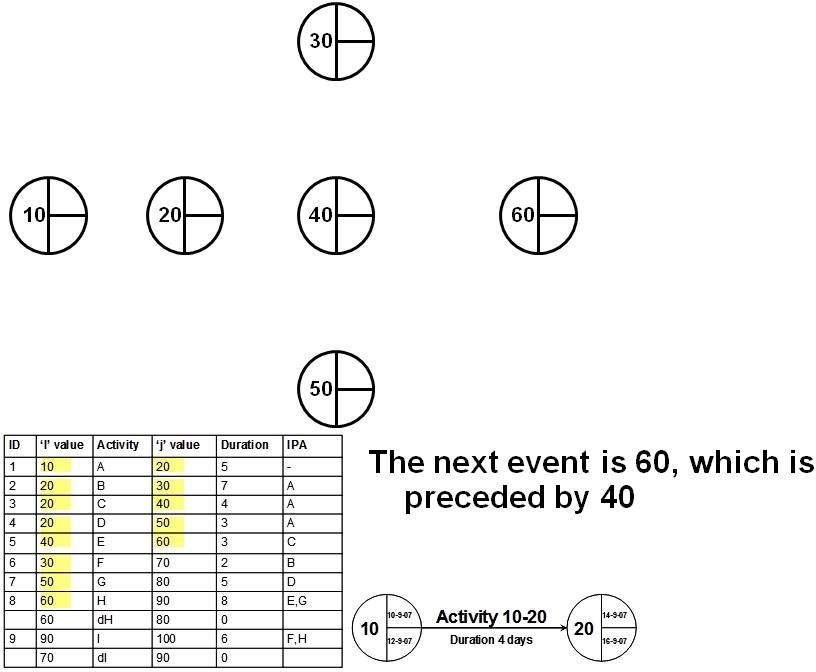 30
10 20 40 60
50
ID 'I' value Activity 'j' value Duration IPA
1 10 A 20 5 -
2 20 B 30 7 A
3 20 C 40 4 A
4 20 D 50 3 A
5 40 E 60 3 C
6 30 F 70 2 B
7 50 G 80 5 D
8 60 H 90 8 E,G
60 dH 80 0
9 90 I 100 6 F,H
70 dI 90 0
The next event is 60, which is
preceded by 40
10 10-9-07 12-9-07
Activity 10-20
Duration 4 days
20 14-9-07 16-9-07